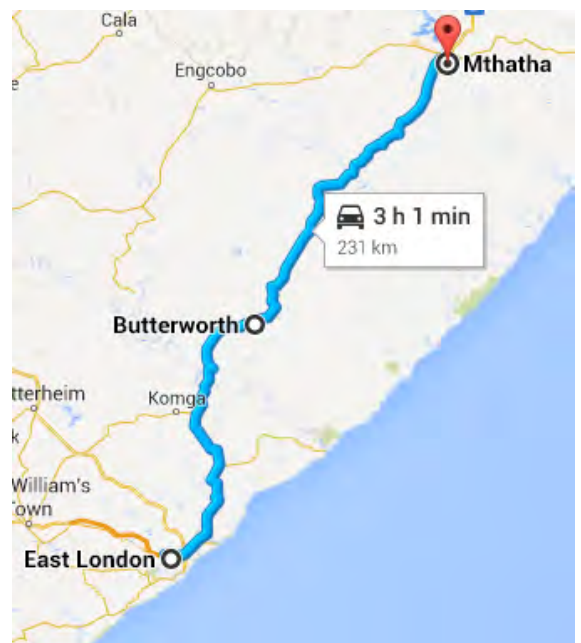 Cala
Engcobo
Mthatha
3 h 1 min
231 km
Butterworth
tterheim
Komga
k
William's
own
East London